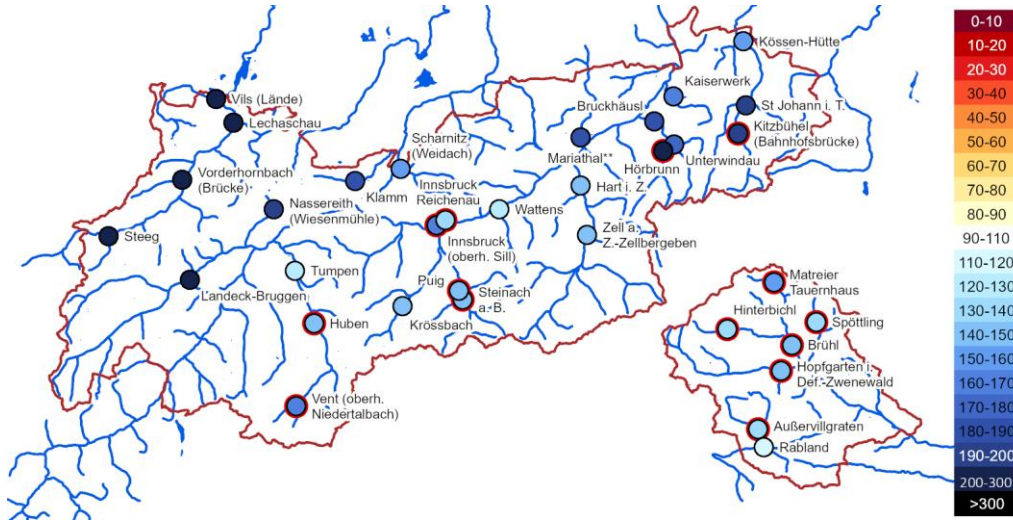 Kössen-Hütte
Kaiserwerk
Vils (Lände)
Bruckhäusl
St Johann i. T.
Lechaschau
Kitzbühel
(Bahnhofsbrücke)
Scharnitz
(Weidach)
Mariathal**
Unterwindau
Hörbrunn
Vorderhornbach
(Brücke)
Klamm
Innsbruck
Reichenau
Hart i. Z.
Nassereith
(Wiesenmühle)
Wattens
Steeg
Innsbruck
(oberh. Sill)
Zell a.
Z.-Zellbergeben
Tumpen
Puig
Steinach
a. B.
Matreier
Tauernhaus
Landeck-Bruggen
Huben
Krössbach
Hinterbichl
Spöttling
Brühl
Hopfgarten i.
Def.-Zwenewald
Vent (oberh.
Niedertalbach)
Außervillgraten
Rabland
0-10
10-20
20-30
30-40
40-50
50-60
60-70
70-80
80-90
90-110
110-120
120-130
130-140
140-150
150-160
160-170
170-180
180-190
190-200
200-300
>300